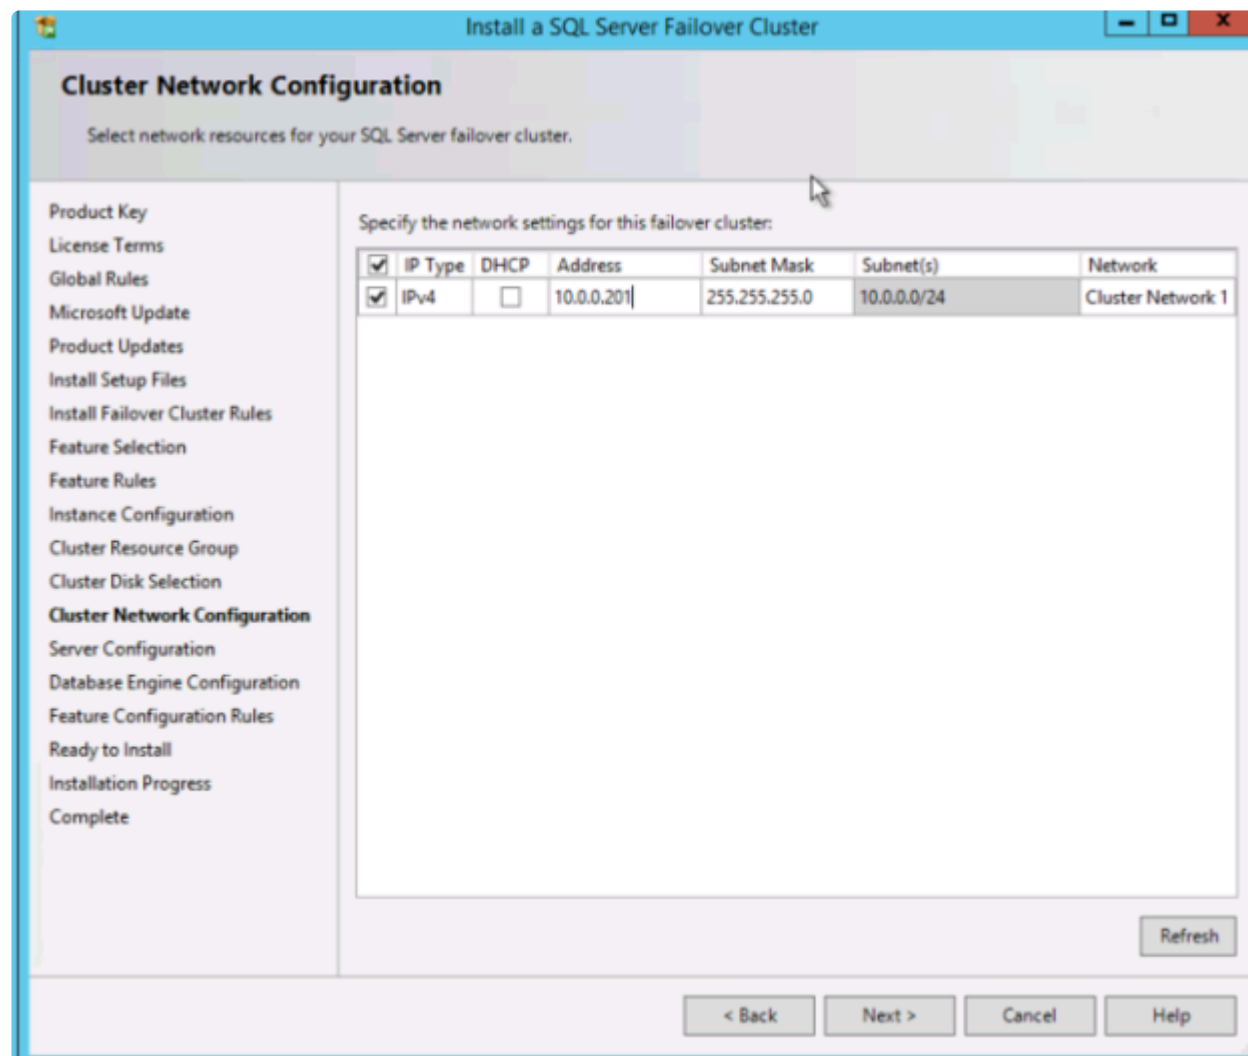 Install a SQL Server Failover Cluster
Cluster Network Configuration
Select network resources for your SQL Server failover cluster.
Product Key
License Terms
Global Rules
Microsoft Update
Product Updates
Install Setup Files
Install Failover Cluster Rules
Feature Selection
Feature Rules
Instance Configuration
Cluster Resource Group
Cluster Disk Selection
Cluster Network Configuration
Server Configuration
Database Engine Configuration
Feature Configuration Rules
Ready to Install
Installation Progress
Complete
Specify the network settings for this failover cluster:
IP Type DHCP Address Subnet Mask Subnet(s) Network
IPv4 10.0.0.201 255.255.255.0 10.0.0.0/24 Cluster Network 1
Refresh
< Back Next > Cancel Help